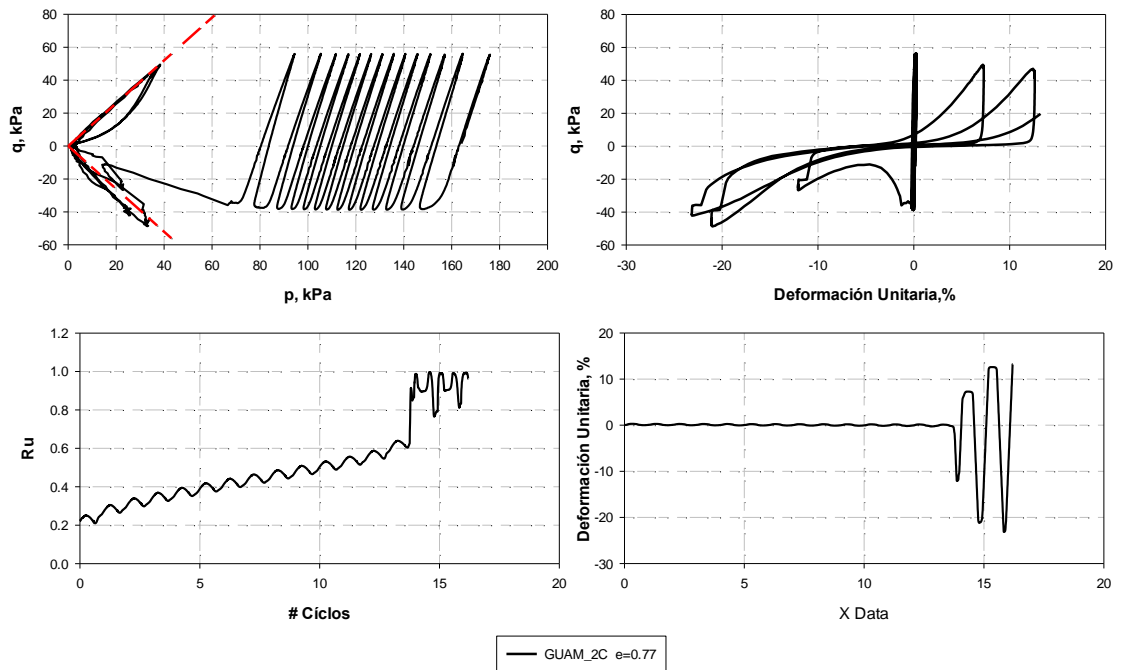 80
60
40
20
0
-20
-40
-60
q, kPa
0 20 40 60 80 100 120 140 160 180 200
p, kPa
80
60
40
20
0
-20
-40
-60
q, kPa
-30 -20 -10 0 10 20
Deformación Unitaria,%
1.2
1.0
0.8
0.6
0.4
0.2
0.0
Ru
0 5 10 15 20
# Ciclos
20
10
0
-10
-20
-30
Deformación Unitaria, %
0 5 10 15 20
X Data
GUAM_2C e=0.77